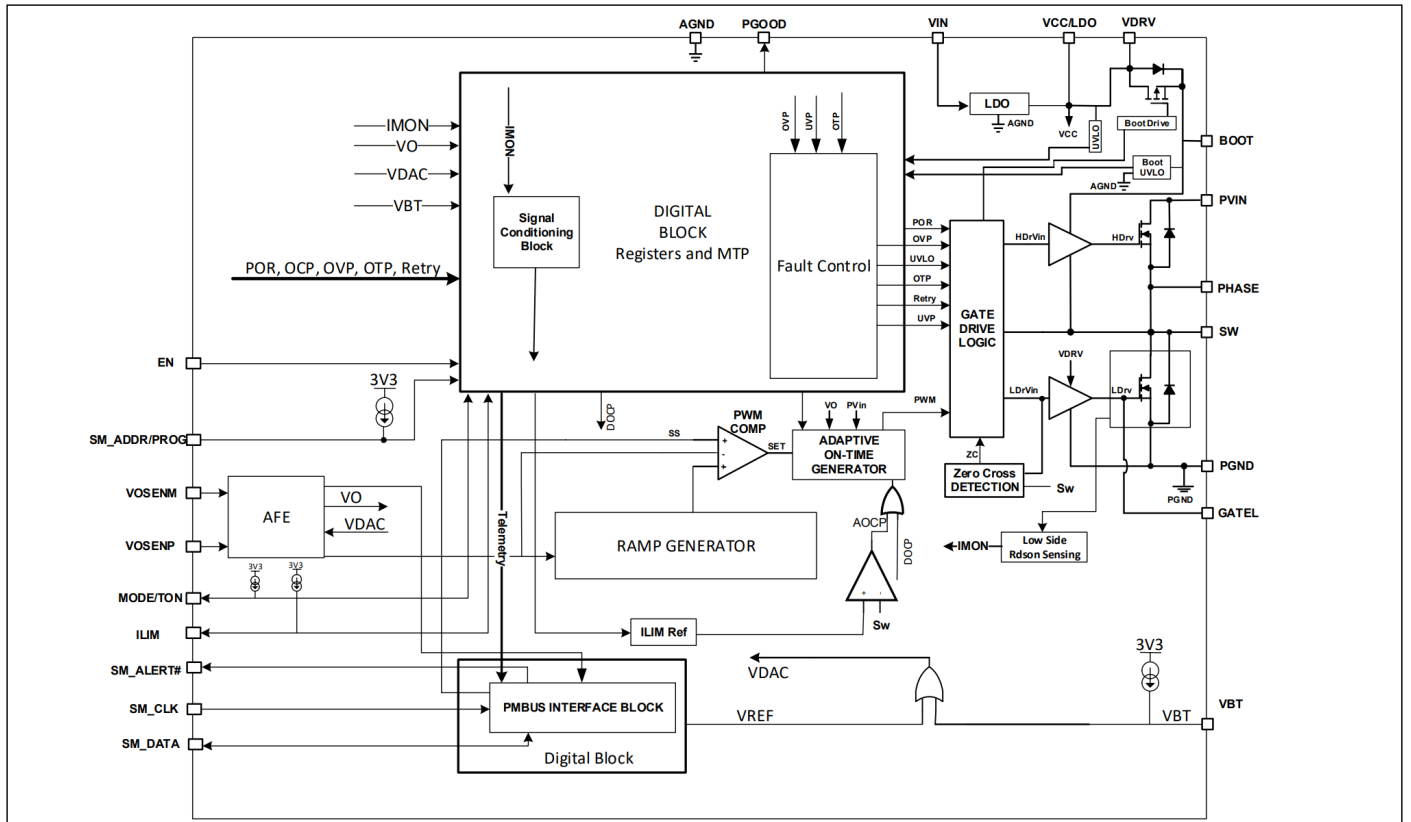 AGND
PGOOD
VIN
VCC/LDO
VDRV
IMON
VO
VDAC
VBT
POR, OCP, OVP, OTP, Retry
IMON
Signal
Conditioning
Block
DIGITAL
BLOCK
Registers and MTP
OVP
UVP
OTP
Fault Control
LDO
AGND
VCC
UVLO
BootDrive
Boot
UVLO
AGND
BOOT
PVIN
PHASE
SW
POR
OVP
UVLO
OTP
Retry
UVP
GATE
DRIVE
LOGIC
HDrVin
HDrv
VDRV
LDrVin
LDrv
PWM
ZC
Zero Cross
DETECTION
Sw
PGND
PGND
GATEL
Low Side
Rdson Sensing
IMON
EN
3V3
SM_ADDR/PROG
DOCP
SS
PWM
COMP
+
-
+
SET
VO
PVin
ADAPTIVE
ON-TIME
GENERATOR
VOSENM
VOSENP
AFE
VO
VDAC
Telemetry
RAMP GENERATOR
AOCP
DOCP
+
-
Sw
3V3
3V3
MODE/TON
ILIM
ILIM Ref
SM_ALERT#
SM_CLK
SM_DATA
PMBUS INTERFACE BLOCK
Digital Block
VREF
VDAC
3V3
VBT
VBT